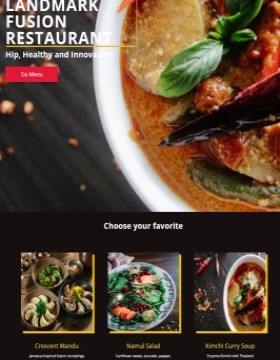 LANDMARK
FUSION
RESTAURANT
Hip, Healthy and Innovative
Go Menu
Choose your favorite
Crescent Mandu
Jamaica inspired fusion dumplings
Namul Salad
Sunflower seeds, avocado, pepper,
Kimchi Curry Soup
Enigma Kimchi with Thailand